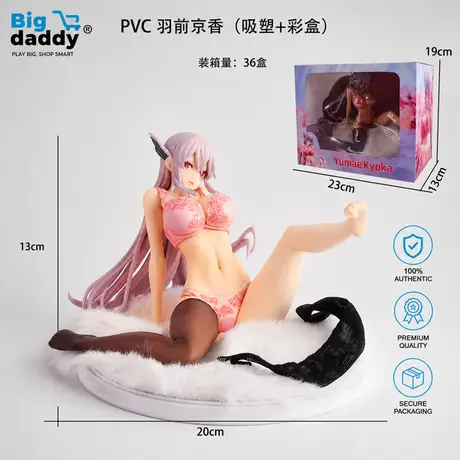 Big
daddy®
PLAY BIG, SHOP SMART
PVC 羽前京香（吸塑+彩盒）
装箱量：36盒
19cm
YumaeKyoka
23cm
13cm
13cm
100%
AUTHENTIC
PREMIUM
QUALITY
SECURE
PACKAGING
20cm